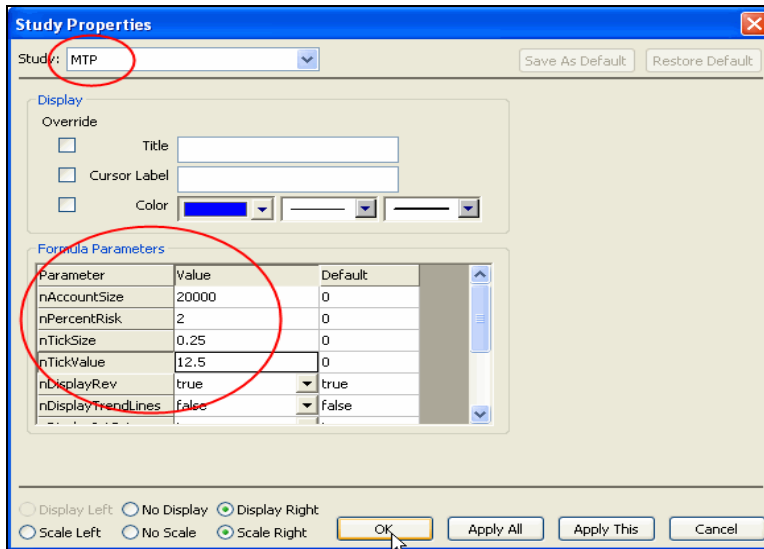 Study Properties
Study: MTP
Save As Default Restore Default
Display
Override
Title
Cursor Label
Color
Formula Parameters
Parameter Value Default
nAccountSize 20000 0
nPercentRisk 2 0
nTickSize 0.25 0
nTickValue 12.5 0
nDisplayRev true true
nDisplayTrendLines false false
Display Left No Display Display Right
Scale Left No Scale Scale Right OK Apply All Apply This Cancel